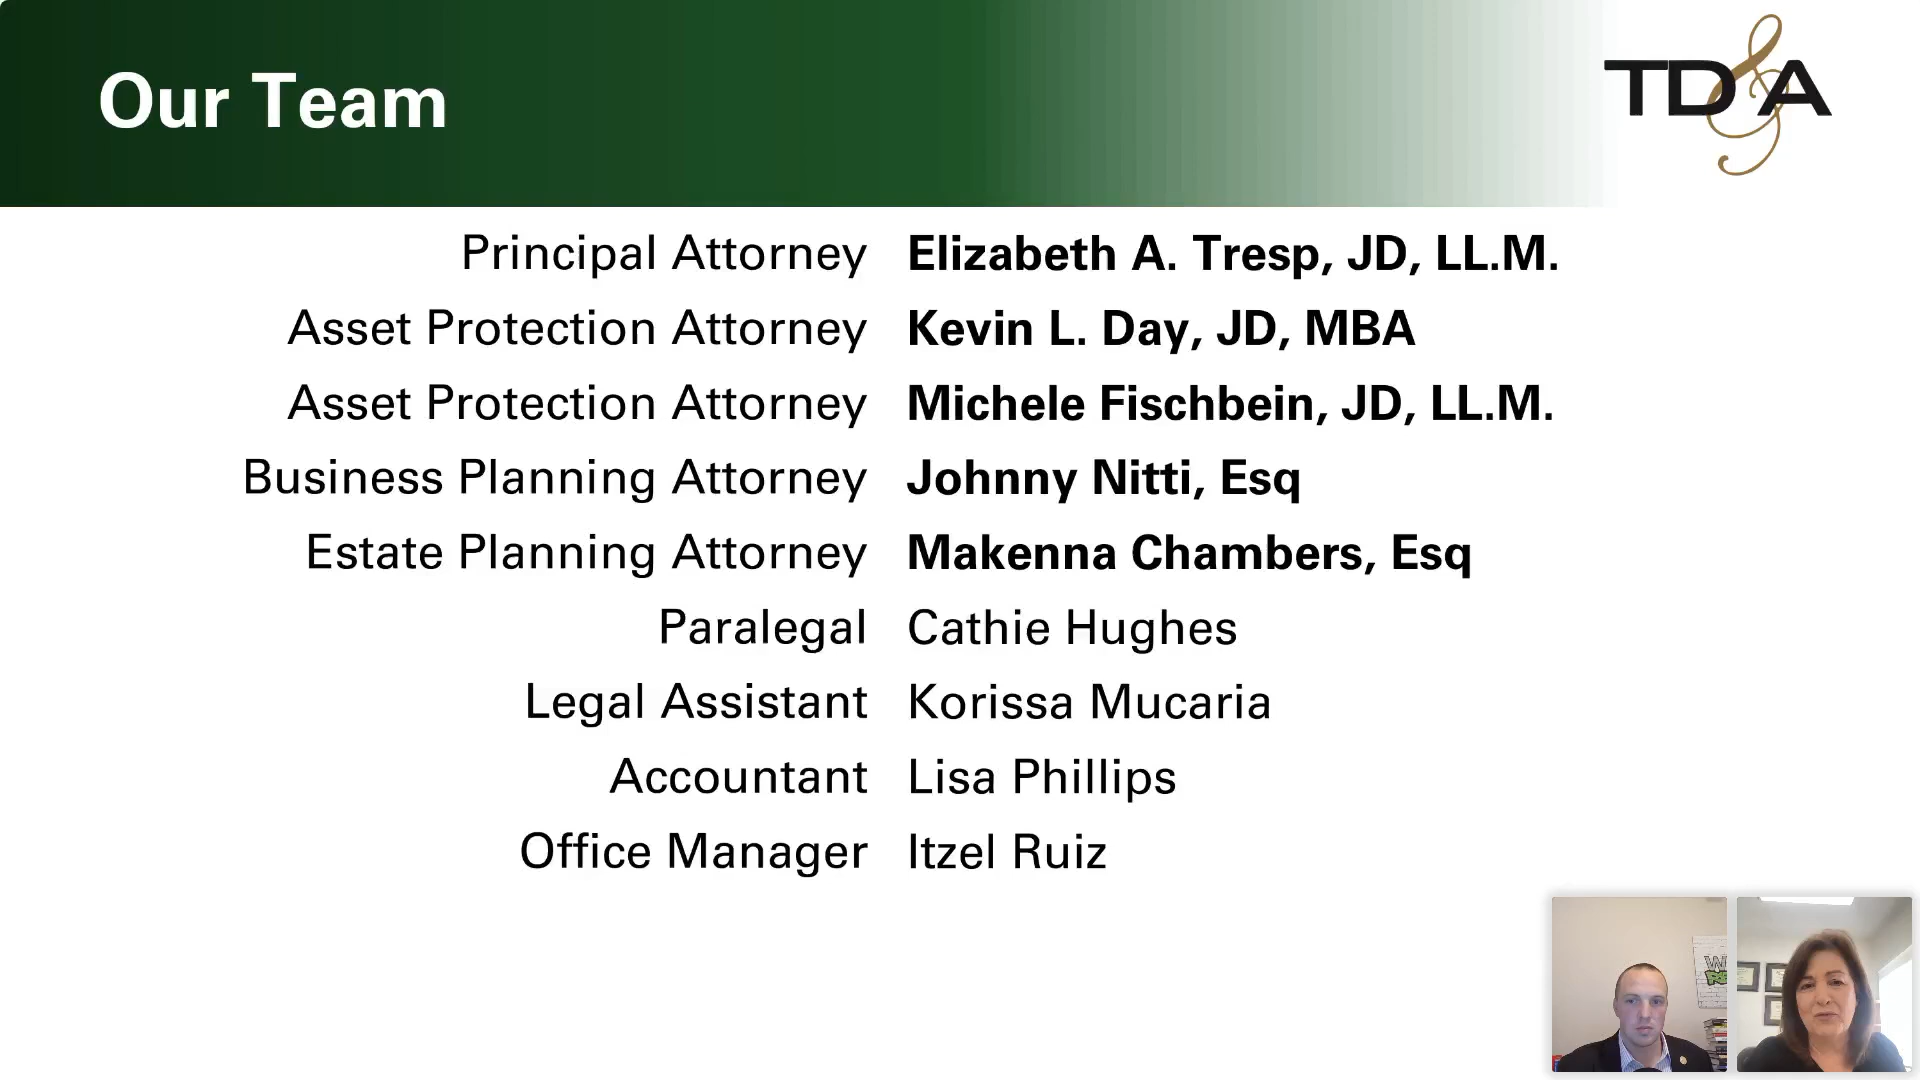 Our Team
TD&A
Principal Attorney Elizabeth A. Tresp, JD, LL.M.
Asset Protection Attorney Kevin L. Day, JD, MBA
Asset Protection Attorney Michele Fischbein, JD, LL.M.
Business Planning Attorney Johnny Nitti, Esq
Estate Planning Attorney Makenna Chambers, Esq
Paralegal Cathie Hughes
Legal Assistant Korissa Mucaria
Accountant Lisa Phillips
Office Manager Itzel Ruiz